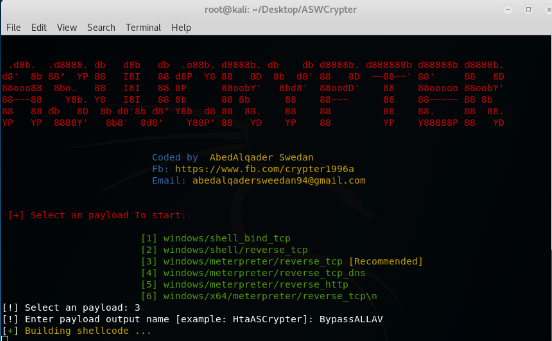 root@kali: ~/Desktop/ASWCrypter
File Edit View Search Terminal Help
Coded by AbedAlqader Swedan
Fb: https://www.fb.com/crypter1996a
Email: abedalqadersweedan94@gmail.com
[+] Select an payload To start:
[1] windows/shell_bind_tcp
[2] windows/shell/reverse_tcp
[3] windows/meterpreter/reverse_tcp [Recommended]
[4] windows/meterpreter/reverse_tcp_dns
[5] windows/meterpreter/reverse_http
[6] windows/x64/meterpreter/reverse_tcp\n
[!] Select an payload: 3
[!] Enter payload output name [example: HtaASCrypter]: BypassALLAV
[+] Building shellcode ...